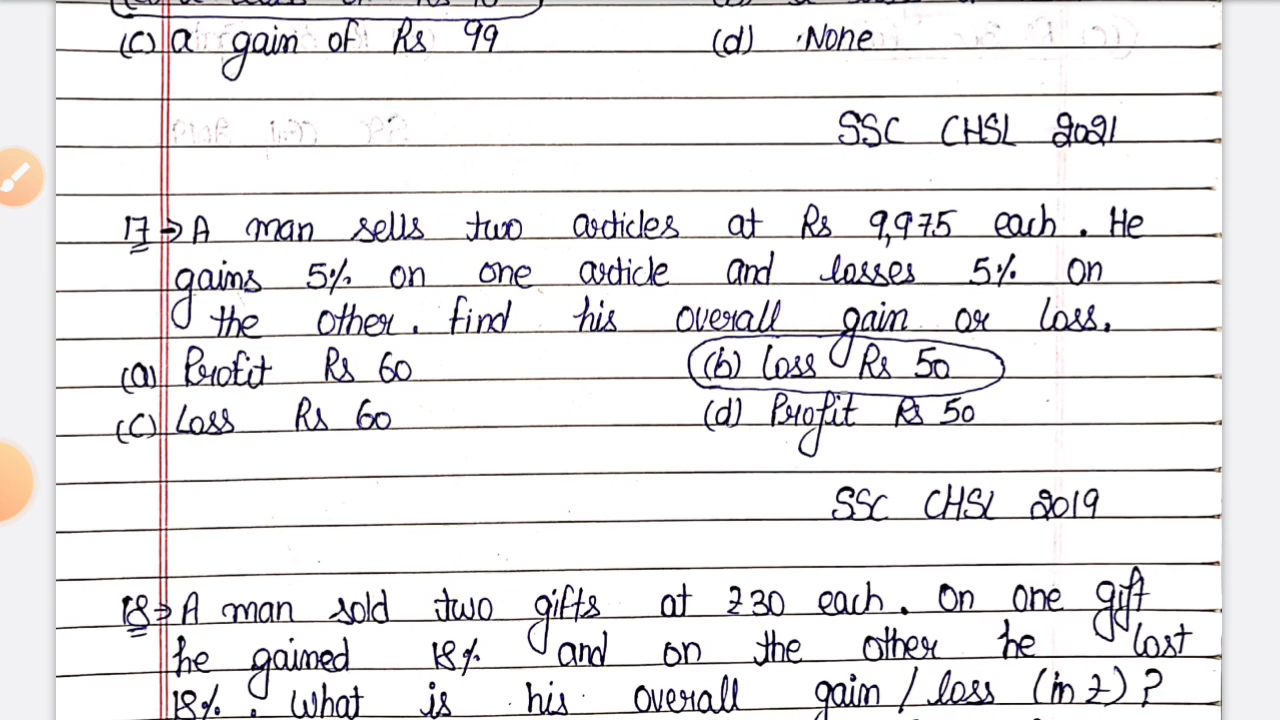 (c) a gain of Rs 99 (d) None
SSC CHSL 2021
17→ A man sells two articles at Rs 9,975 each. He
gains 5% on one article and losses 5% on
the other. find his overall gain or loss.
(a) Profit Rs 60 (b) Loss Rs 50
(c) Loss Rs 60 (d) Profit Rs 50
SSC CHSL 2019
18→ A man sold two gifts at ₹30 each. On one gift
he gained 18% and on the other he lost
18%. What is his overall gain / loss (in ₹)?